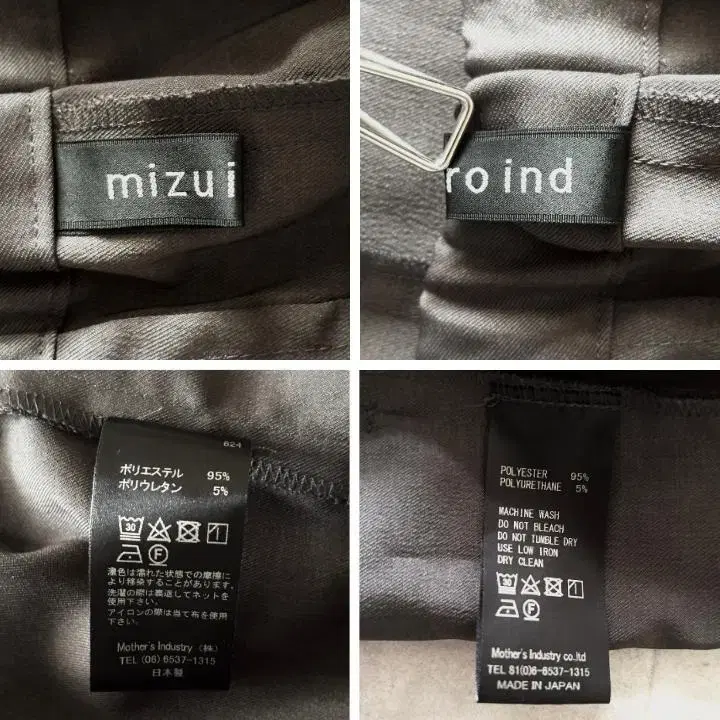 mizui
ro ind
624
ポリエステル 95%
ポリウレタン 5%
30
F
濃色は濡れた状態での摩擦に
より移染することがあります。
洗濯の際は裏返してネットを
使用下さい。
アイロンの際は当て布を使用
下さい。
Mother's Industry (株)
TEL (06) 6537-1315
日本製
POLYESTER 95%
POLYURETHANE 5%
MACHINE WASH
DO NOT BLEACH
DO NOT TUMBLE DRY
USE LOW IRON
DRY CLEAN
F
Mother's Industry co.ltd
TEL 81(0)6-6537-1315
MADE IN JAPAN